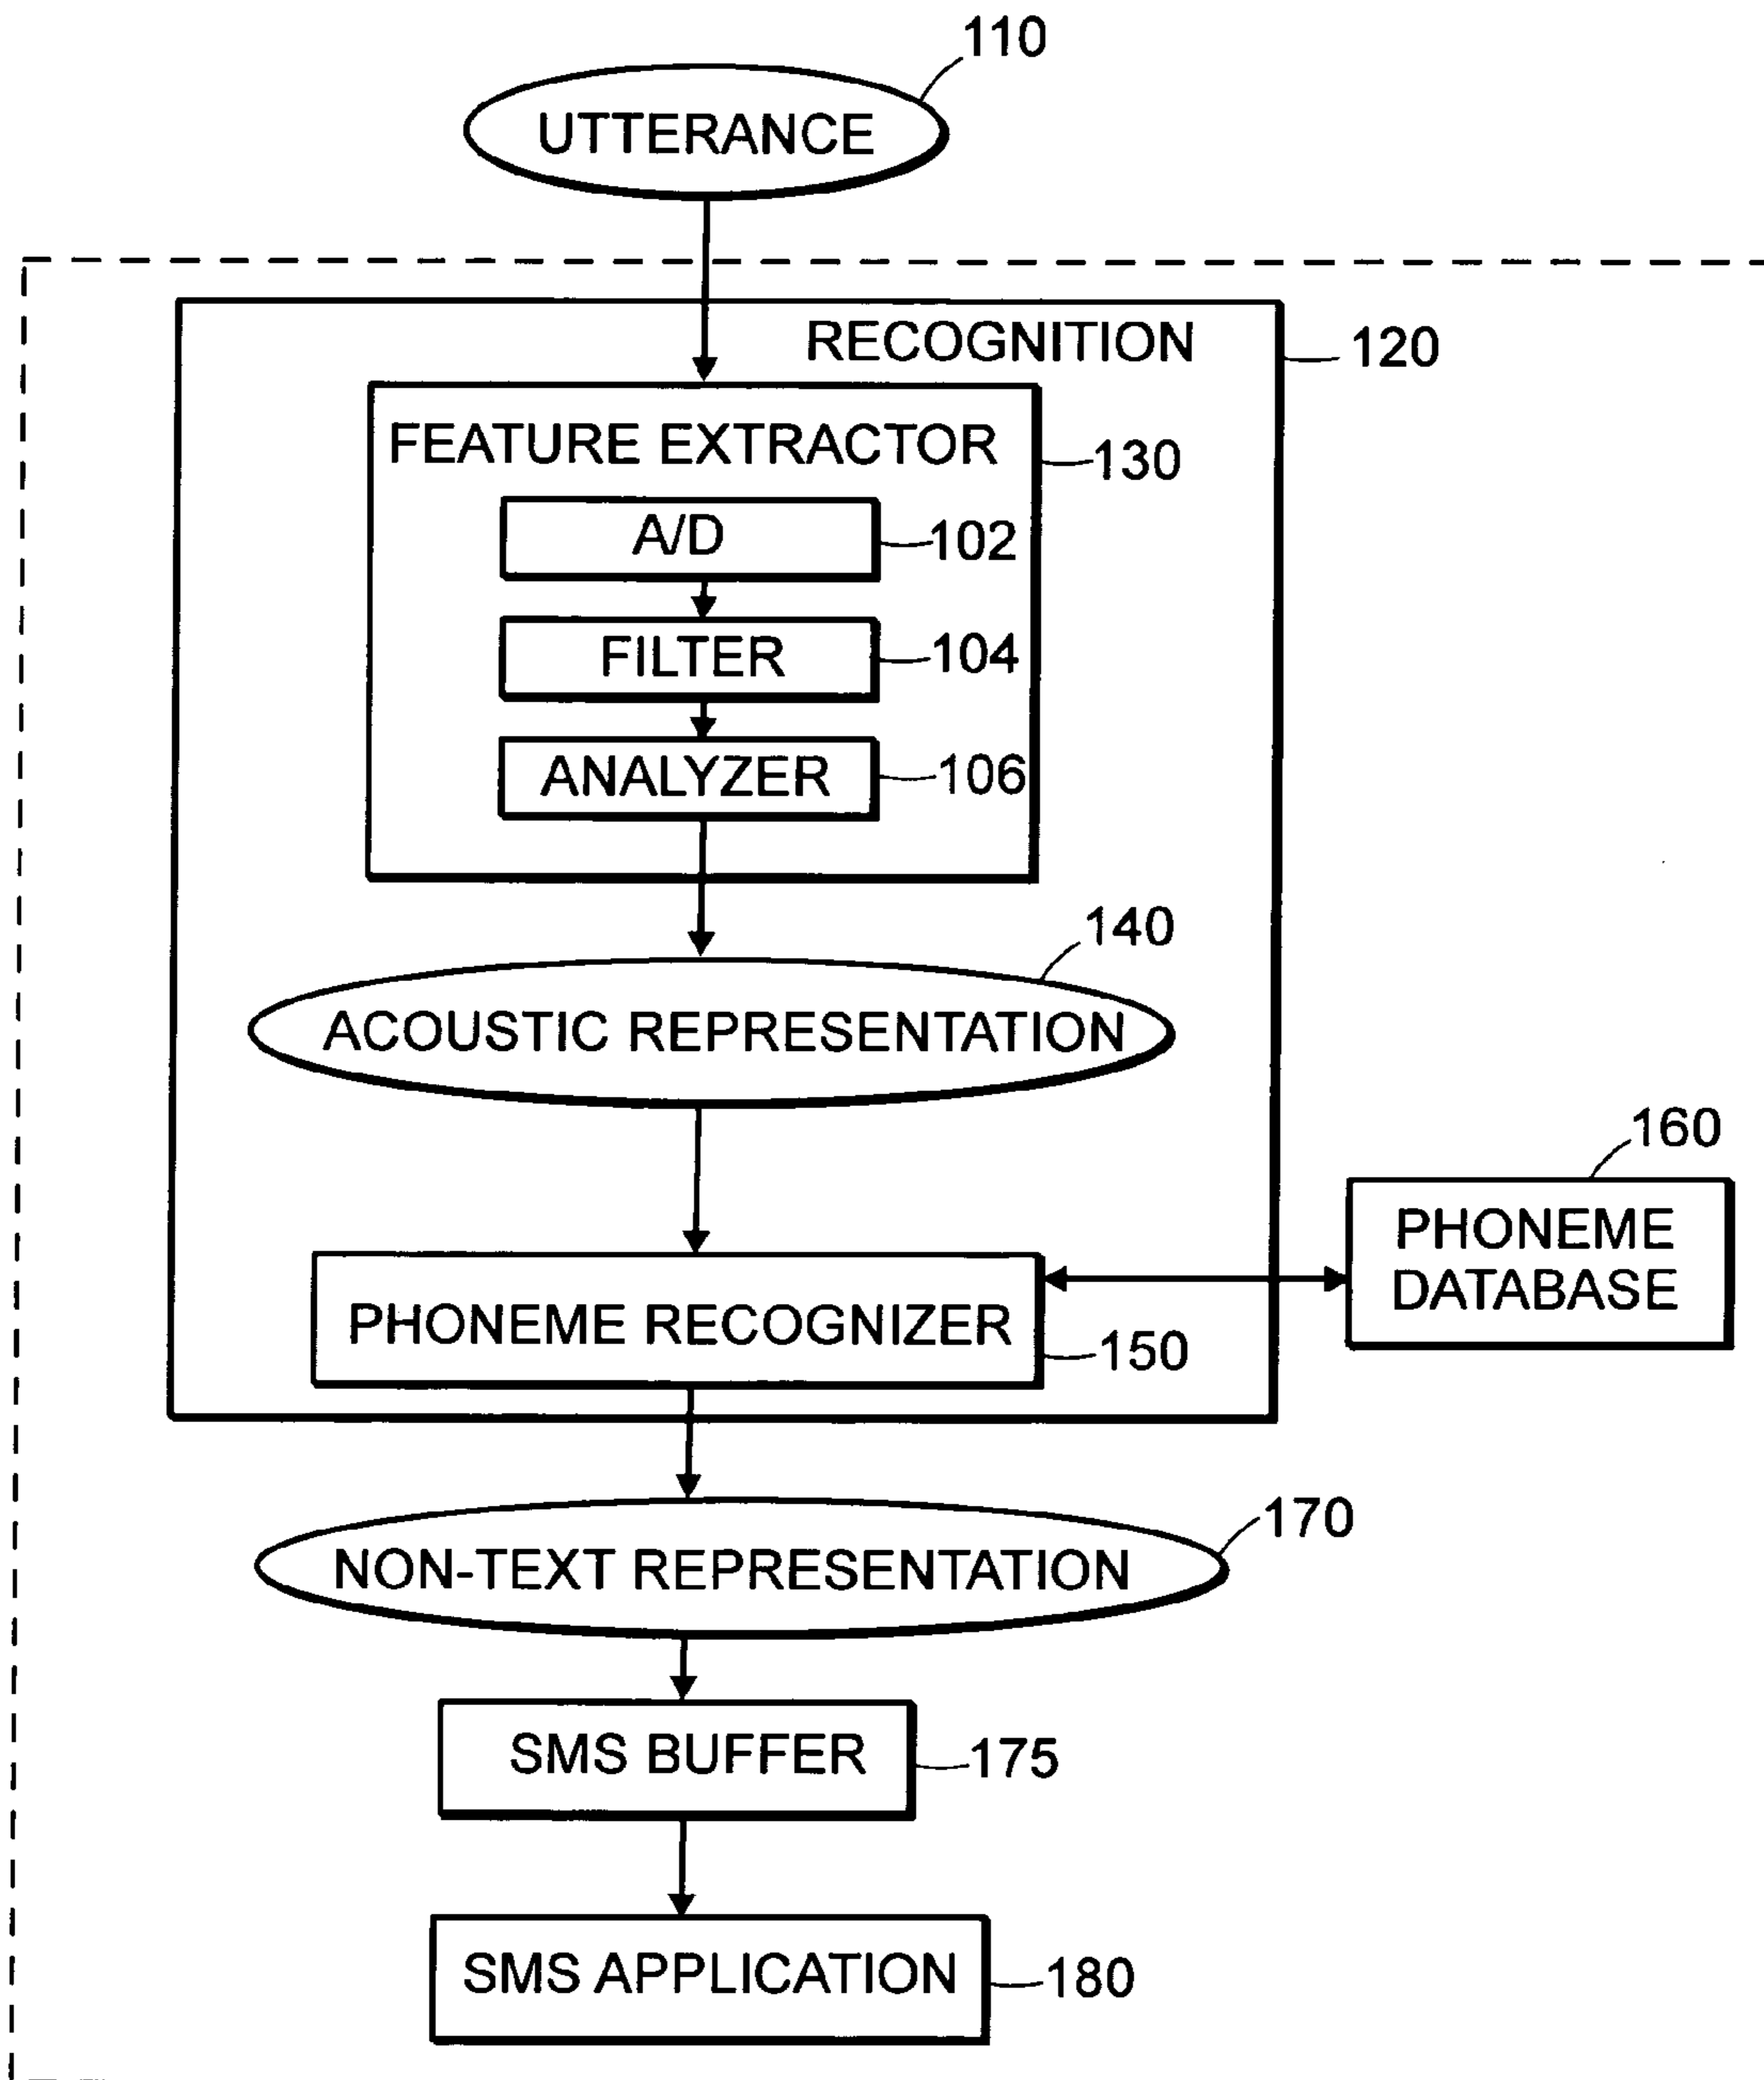 110
UTTERANCE
RECOGNITION
120
FEATURE EXTRACTOR
130
A/D
102
FILTER
104
ANALYZER
106
140
ACOUSTIC REPRESENTATION
160
PHONEME
DATABASE
PHONEME RECOGNIZER
150
170
NON-TEXT REPRESENTATION
SMS BUFFER
175
SMS APPLICATION
180